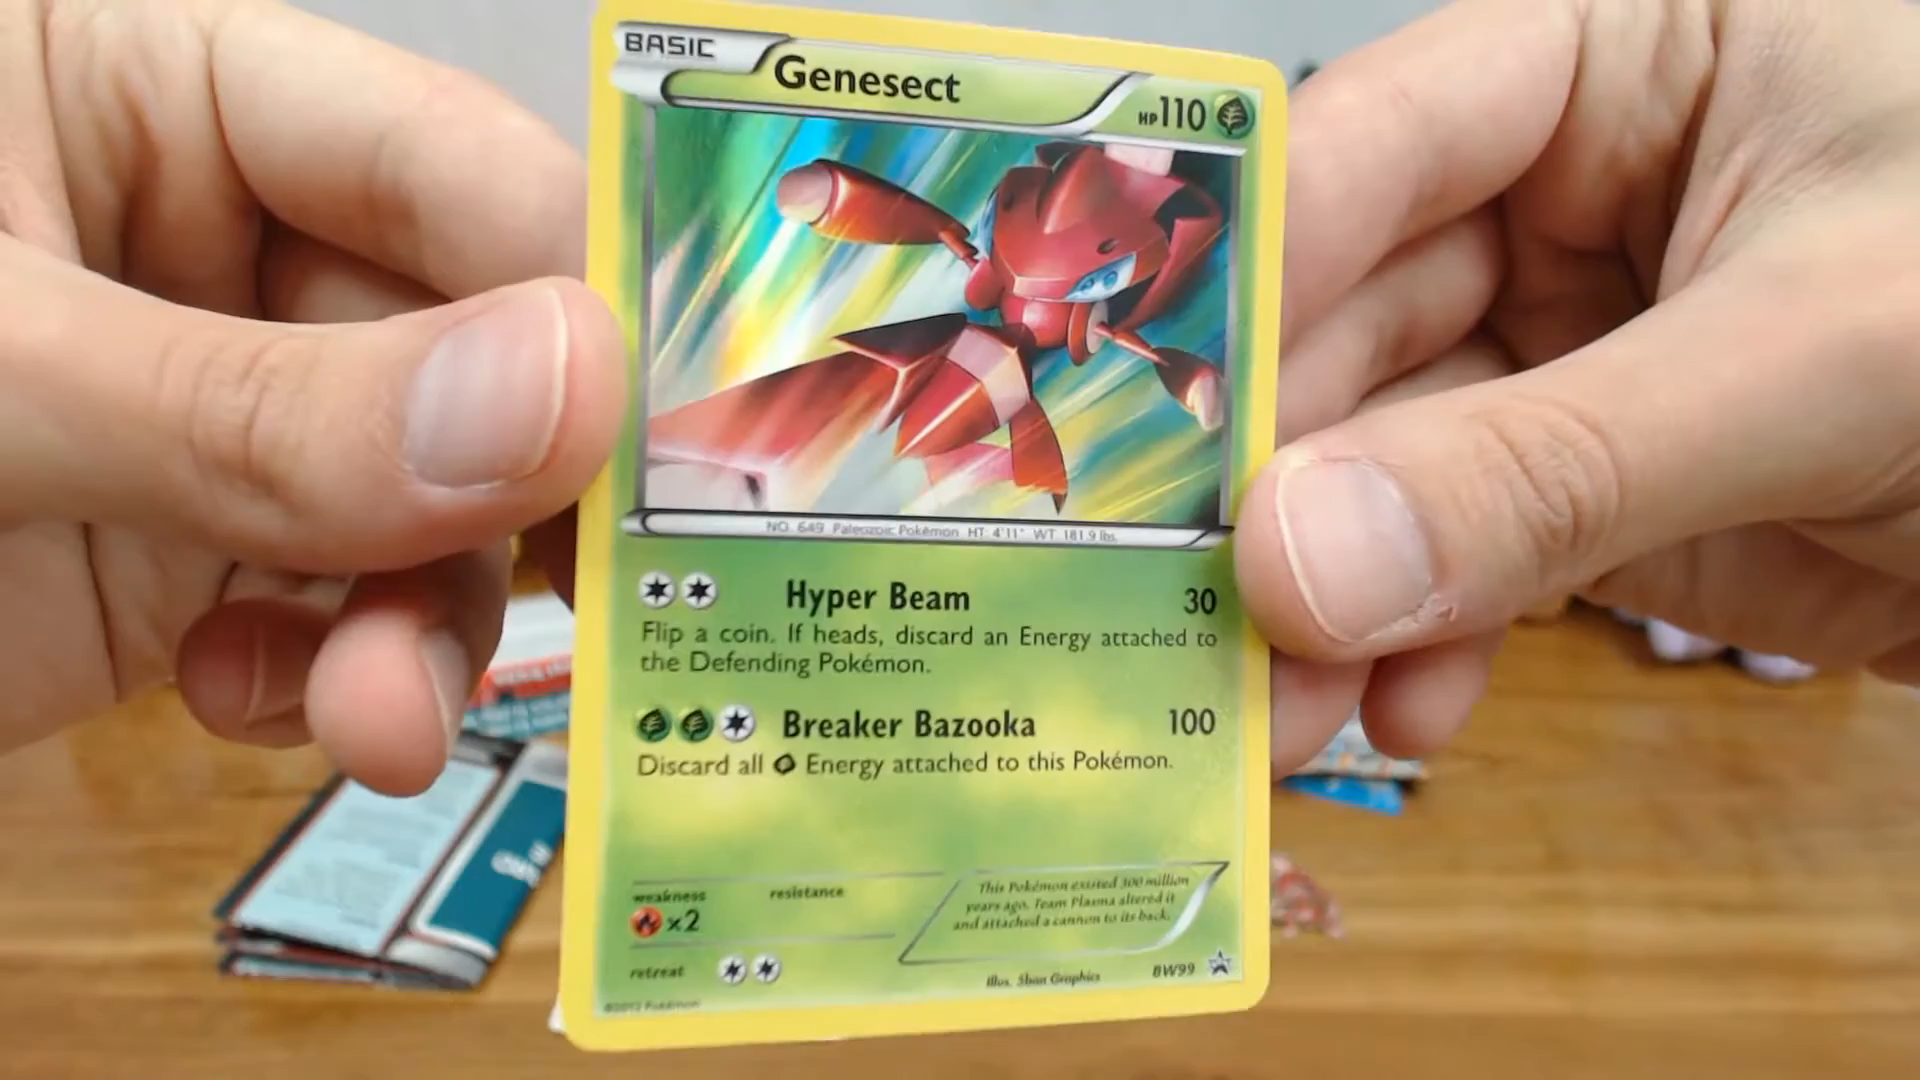 BASIC
Genesect
HP110
NO. 649 Paleozoic Pokémon HT: 4'11" WT: 181.9 lbs.
Hyper Beam 30
Flip a coin. If heads, discard an Energy attached to
the Defending Pokémon.
Breaker Bazooka 100
Discard all Energy attached to this Pokémon.
weakness resistance
x2
This Pokémon existed 300 million
years ago. Team Plasma altered it
and attached a cannon to its back.
retreat
Illus. 5ban Graphics BW99
Pokémon